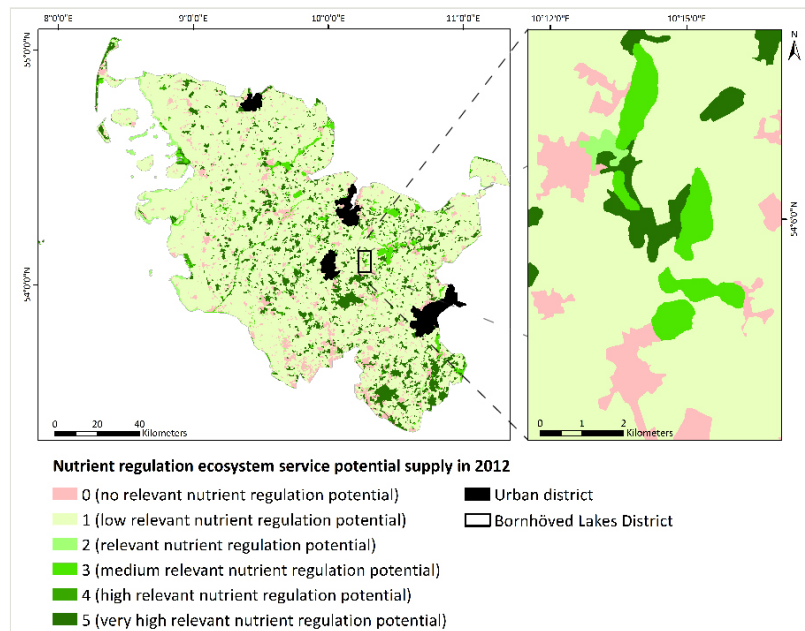 8°0'0"E 9°0'0"E 10°0'0"E 11°0'0"E 10°12'0"E 10°15'0"E
N
55°0'0"N
54°6'0"N
54°0'0"N
0 20 40
Kilometers
0 1 2
Kilometers
Nutrient regulation ecosystem service potential supply in 2012
0 (no relevant nutrient regulation potential) Urban district
1 (low relevant nutrient regulation potential) Bornhöved Lakes District
2 (relevant nutrient regulation potential)
3 (medium relevant nutrient regulation potential)
4 (high relevant nutrient regulation potential)
5 (very high relevant nutrient regulation potential)